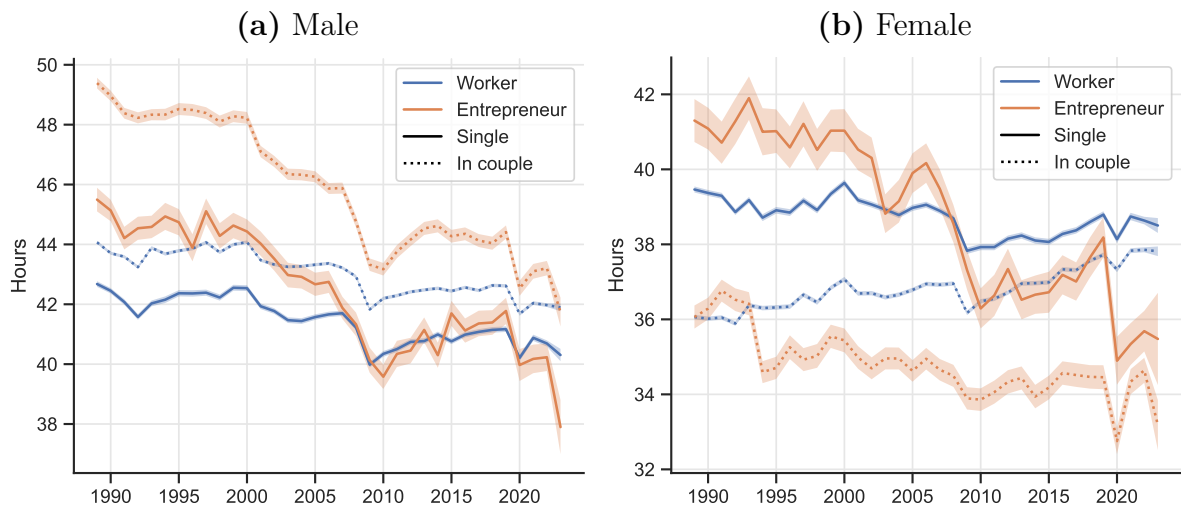 (a) Male
Hours
50
48
46
44
42
40
38
1990 1995 2000 2005 2010 2015 2020
Worker
Entrepreneur
Single
In couple
(b) Female
Hours
42
40
38
36
34
32
1990 1995 2000 2005 2010 2015 2020
Worker
Entrepreneur
Single
In couple